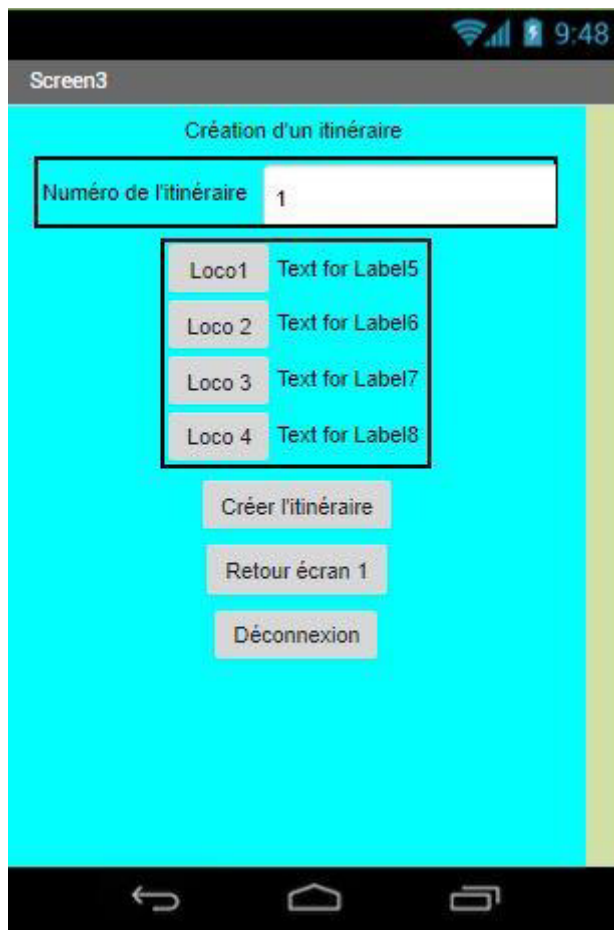 9:48
Screen3
Création d'un itinéraire
Numéro de l'itinéraire 1
Loco1 Text for Label5
Loco 2 Text for Label6
Loco 3 Text for Label7
Loco 4 Text for Label8
Créer l'itinéraire
Retour écran 1
Déconnexion